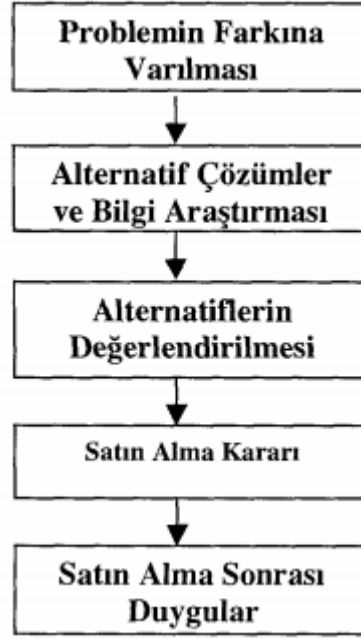 Problemin Farkına
Varılması
Alternatif Çözümler
ve Bilgi Araştırması
Alternatiflerin
Değerlendirilmesi
Satın Alma Kararı
Satın Alma Sonrası
Duygular